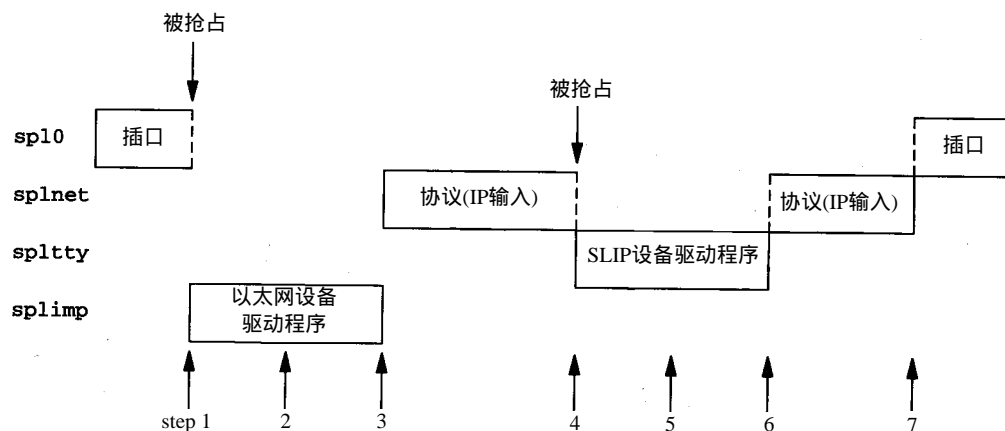 被抢占
被抢占
spl0
插口
插口
splnet
协议(IP输入)
协议(IP输入)
spltty
SLIP设备驱动程序
splimp
以太网设备
驱动程序
step 1
2
3
4
5
6
7